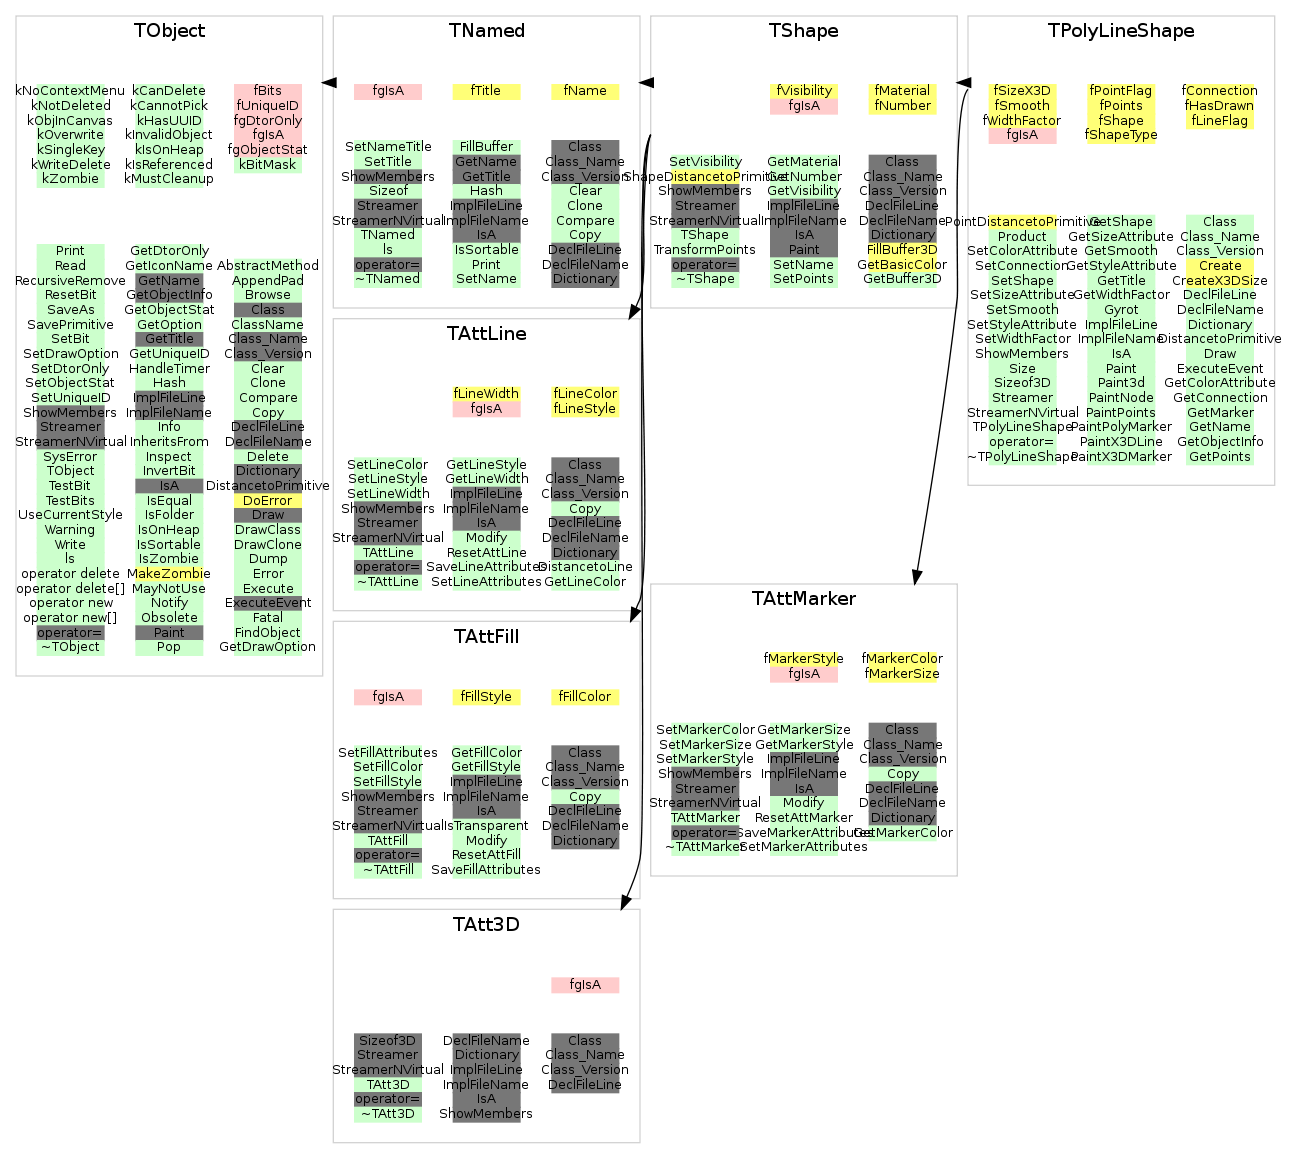 TObject
kNoContextMenu
kNotDeleted
kObjInCanvas
kOverwrite
kSingleKey
kWriteDelete
kZombie
kCanDelete
kCannotPick
kHasUUID
kInvalidObject
kIsOnHeap
kIsReferenced
kMustCleanup
fBits
fUniqueID
fgDtorOnly
fgIsA
fgObjectStat
kBitMask
Print
Read
RecursiveRemove
ResetBit
SaveAs
SavePrimitive
SetBit
SetDrawOption
SetDtorOnly
SetObjectStat
SetUniqueID
ShowMembers
Streamer
StreamerNVirtual
SysError
TObject
TestBit
TestBits
UseCurrentStyle
Warning
Write
ls
operator delete
operator delete[]
operator new
operator new[]
operator=
~TObject
GetDtorOnly
GetIconName
GetName
GetObjectInfo
GetObjectStat
GetOption
GetTitle
GetUniqueID
HandleTimer
Hash
ImplFileLine
ImplFileName
Info
InheritsFrom
Inspect
InvertBit
IsA
IsEqual
IsFolder
IsOnHeap
IsSortable
IsZombie
MakeZombie
MayNotUse
Notify
Obsolete
Paint
Pop
AbstractMethod
AppendPad
Browse
Class
ClassName
Class_Name
Class_Version
Clear
Clone
Compare
Copy
DeclFileLine
DeclFileName
Delete
Dictionary
DistancetoPrimitive
DoError
Draw
DrawClass
DrawClone
Dump
Error
Execute
ExecuteEvent
Fatal
FindObject
GetDrawOption
TNamed
fgIsA
fTitle
fName
SetNameTitle
SetTitle
ShowMembers
Sizeof
Streamer
StreamerNVirtual
TNamed
ls
operator=
~TNamed
FillBuffer
GetName
GetTitle
Hash
ImplFileLine
ImplFileName
IsA
IsSortable
Print
SetName
Class
Class_Name
Class_Version
Clear
Clone
Compare
Copy
DeclFileLine
DeclFileName
Dictionary
TAttLine
fLineWidth
fgIsA
fLineColor
fLineStyle
SetLineColor
SetLineStyle
SetLineWidth
ShowMembers
Streamer
StreamerNVirtual
TAttLine
operator=
~TAttLine
GetLineStyle
GetLineWidth
ImplFileLine
ImplFileName
IsA
Modify
ResetAttLine
SaveLineAttributes
SetLineAttributes
Class
Class_Name
Class_Version
Copy
DeclFileLine
DeclFileName
Dictionary
DistancetoLine
GetLineColor
TAttFill
fgIsA
fFillStyle
fFillColor
SetFillAttributes
SetFillColor
SetFillStyle
ShowMembers
Streamer
StreamerNVirtual
TAttFill
operator=
~TAttFill
GetFillColor
GetFillStyle
ImplFileLine
ImplFileName
IsA
IsTransparent
Modify
ResetAttFill
SaveFillAttributes
Class
Class_Name
Class_Version
Copy
DeclFileLine
DeclFileName
Dictionary
TAtt3D
fgIsA
Sizeof3D
Streamer
StreamerNVirtual
TAtt3D
operator=
~TAtt3D
DeclFileName
Dictionary
ImplFileLine
ImplFileName
IsA
ShowMembers
Class
Class_Name
Class_Version
DeclFileLine
TShape
fVisibility
fgIsA
fMaterial
fNumber
SetVisibility
ShapeDistancetoPrimitive
ShowMembers
Streamer
StreamerNVirtual
TShape
TransformPoints
operator=
~TShape
GetMaterial
GetNumber
GetVisibility
ImplFileLine
ImplFileName
IsA
Paint
SetName
SetPoints
Class
Class_Name
Class_Version
DeclFileLine
DeclFileName
Dictionary
FillBuffer3D
GetBasicColor
GetBuffer3D
TAttMarker
fMarkerStyle
fgIsA
fMarkerColor
fMarkerSize
SetMarkerColor
SetMarkerSize
SetMarkerStyle
ShowMembers
Streamer
StreamerNVirtual
TAttMarker
operator=
~TAttMarker
GetMarkerSize
GetMarkerStyle
ImplFileLine
ImplFileName
IsA
Modify
ResetAttMarker
SaveMarkerAttributes
SetMarkerAttributes
Class
Class_Name
Class_Version
Copy
DeclFileLine
DeclFileName
Dictionary
GetMarkerColor
TPolyLineShape
fSizeX3D
fSmooth
fWidthFactor
fgIsA
fPointFlag
fPoints
fShape
fShapeType
fConnection
fHasDrawn
fLineFlag
PointDistancetoPrimitive
Product
SetColorAttribute
SetConnection
SetShape
SetSizeAttribute
SetSmooth
SetStyleAttribute
SetWidthFactor
ShowMembers
Size
Sizeof3D
Streamer
StreamerNVirtual
TPolyLineShape
operator=
~TPolyLineShape
GetShape
GetSizeAttribute
GetSmooth
GetStyleAttribute
GetTitle
GetWidthFactor
Gyrot
ImplFileLine
ImplFileName
IsA
Paint
Paint3d
PaintNode
PaintPoints
PaintPolyMarker
PaintX3DLine
PaintX3DMarker
Class
Class_Name
Class_Version
Create
CreateX3DSize
DeclFileLine
DeclFileName
Dictionary
DistancetoPrimitive
Draw
ExecuteEvent
GetColorAttribute
GetConnection
GetMarker
GetName
GetObjectInfo
GetPoints